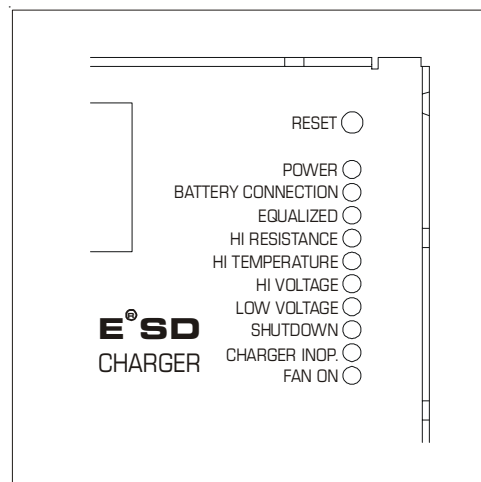 RESET
POWER
BATTERY CONNECTION
EQUALIZED
HI RESISTANCE
HI TEMPERATURE
HI VOLTAGE
LOW VOLTAGE
SHUTDOWN
CHARGER INOP.
FAN ON
E®SD
CHARGER